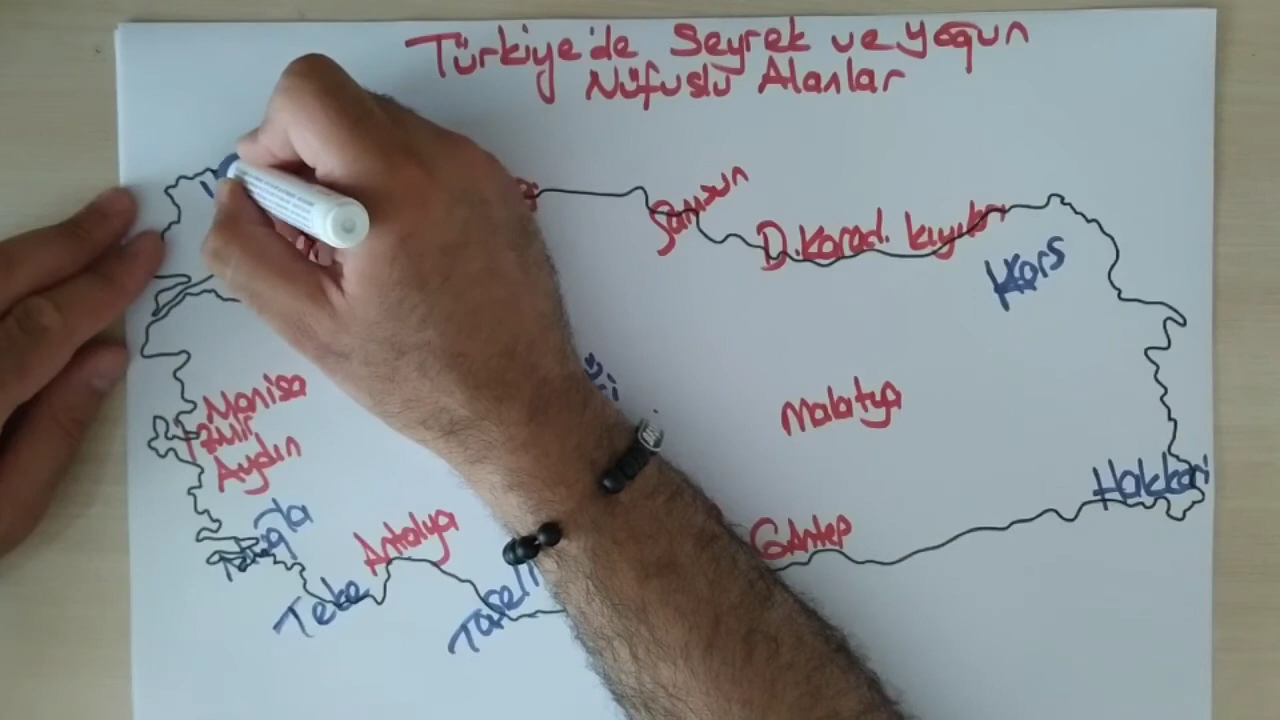 Türkiye'de Seyrek ve yoğun
Nüfuslu Alanlar
Samsun
D.Karad. kıyıları
Kars
Manisa
İzmir
Aydın
Malatya
Hakkari
Muğla
Antalya
G.Antep
Teke
Taşeli